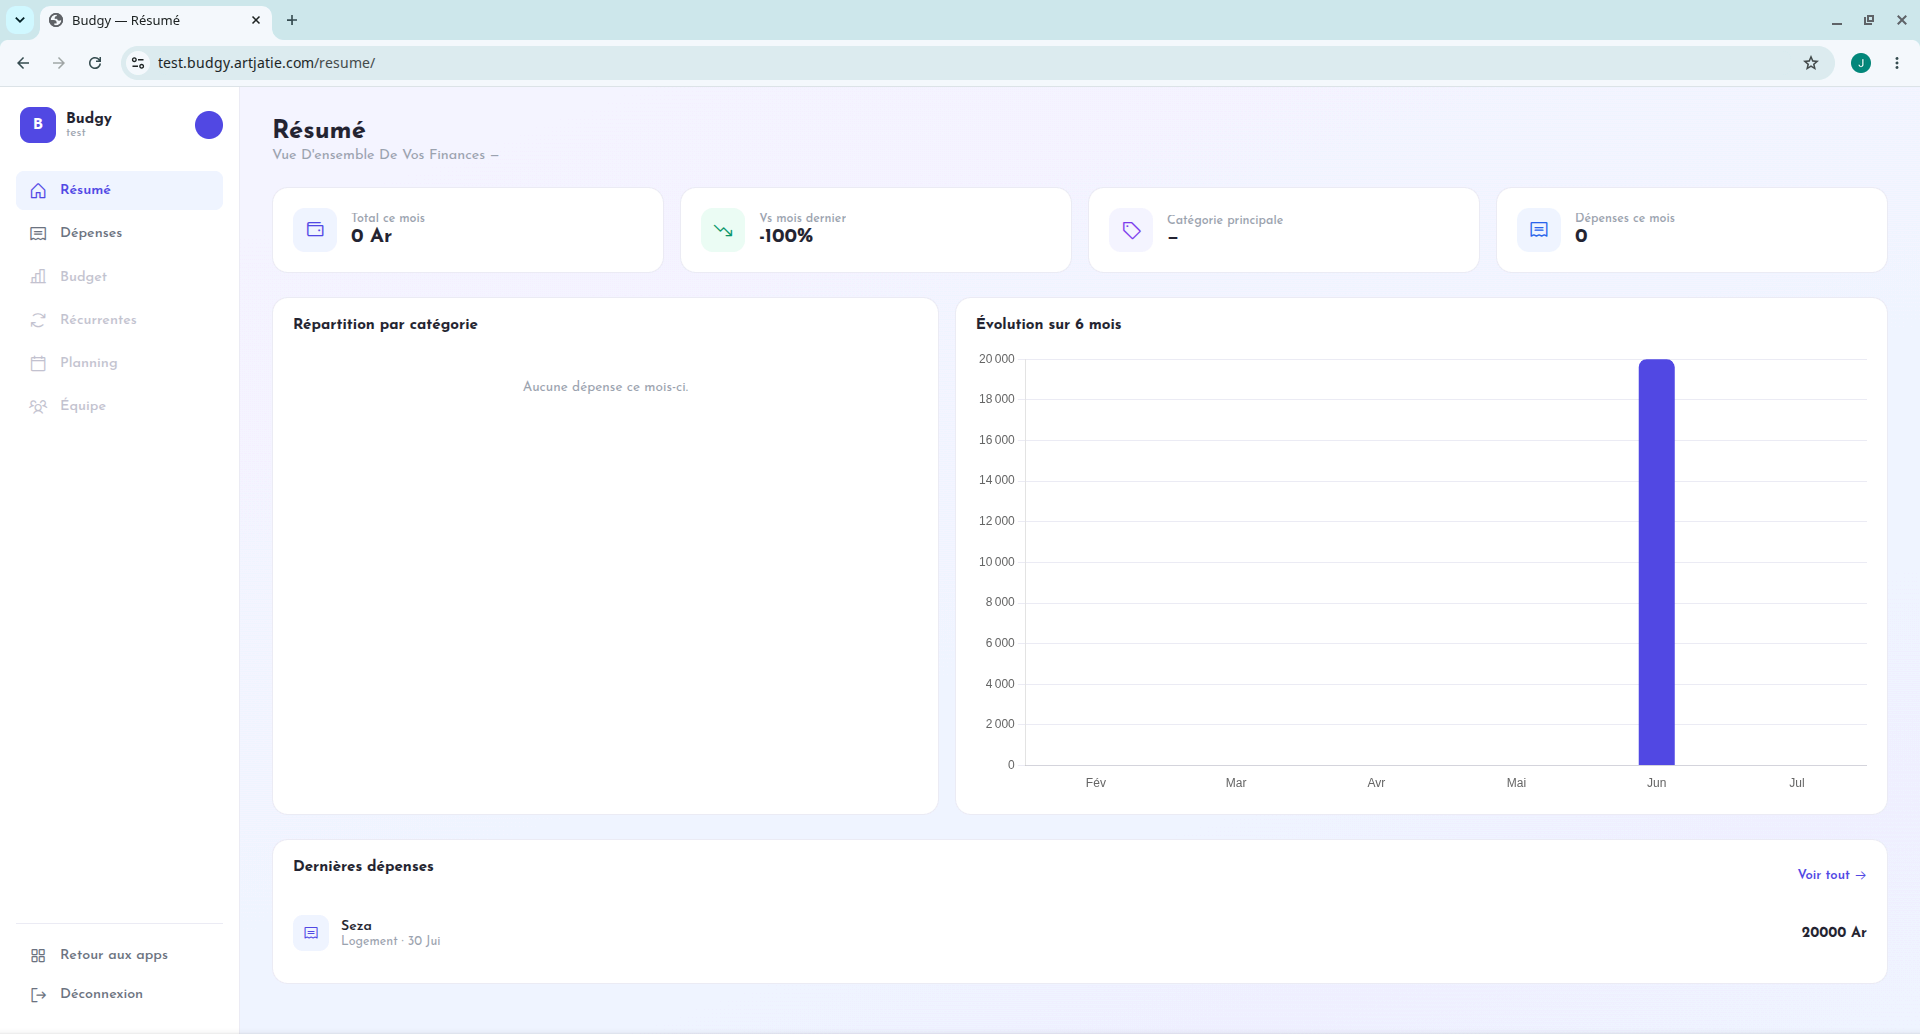 Budgy — Résumé
test.budgy.artjatie.com/resume/
J
B
Budgy
test
Résumé
Dépenses
Budget
Récurrentes
Planning
Équipe
Retour aux apps
Déconnexion
Résumé
Vue D'ensemble De Vos Finances —
Total ce mois
0 Ar
Vs mois dernier
-100%
Catégorie principale
—
Dépenses ce mois
0
Répartition par catégorie
Aucune dépense ce mois-ci.
Évolution sur 6 mois
20 000
18 000
16 000
14 000
12 000
10 000
8 000
6 000
4 000
2 000
0
Fév Mar Avr Mai Jun Jul
Dernières dépenses
Voir tout →
Seza
Logement · 30 Jui
20000 Ar